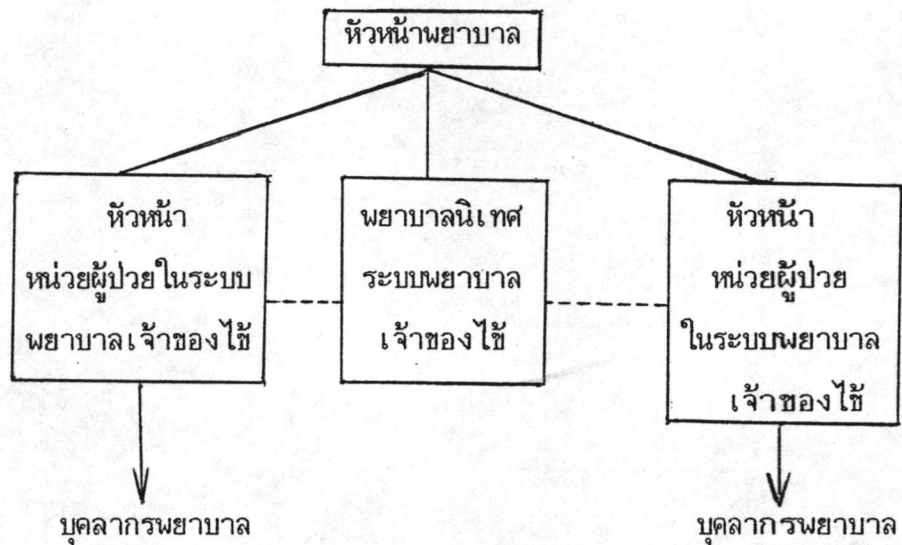 หัวหน้าพยาบาล
หัวหน้า
หน่วยผู้ป่วยในระบบ
พยาบาลเจ้าของไข้
พยาบาลนิเทศ
ระบบพยาบาล
เจ้าของไข้
หัวหน้า
หน่วยผู้ป่วย
ในระบบพยาบาล
เจ้าของไข้
บุคลากรพยาบาล
บุคลากรพยาบาล